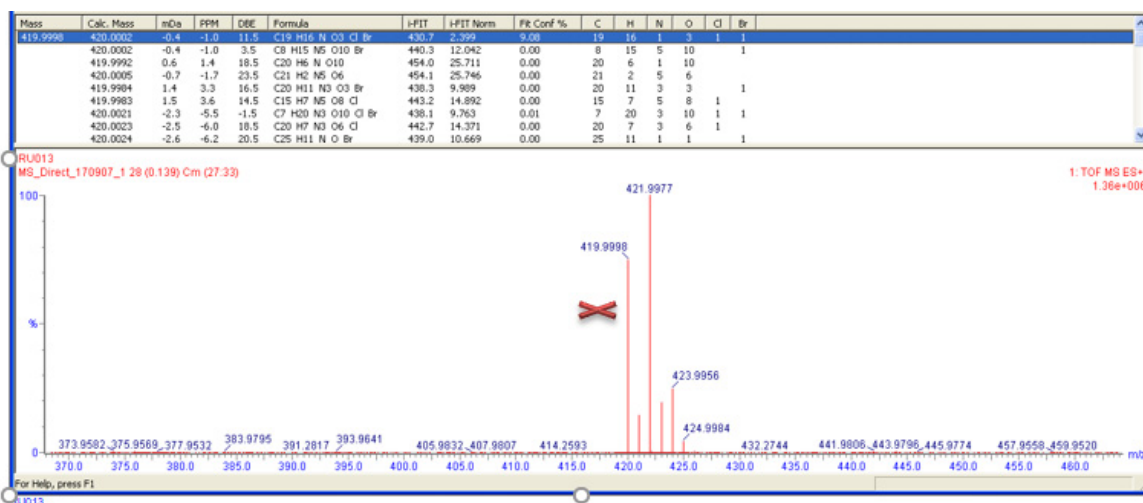 Mass Calc. Mass mDa PPM DBE Formula i-FIT i-FIT Norm Fit Conf % C H N O Cl Br
419.9998 420.0002 -0.4 -1.0 11.5 C19 H16 N O3 Cl Br 430.7 2.399 9.08 19 16 1 3 1 1
420.0002 -0.4 -1.0 3.5 C8 H15 N5 O10 Br 440.3 12.042 0.00 8 15 5 10 1
419.9992 0.6 1.4 18.5 C20 H6 N O10 454.0 25.711 0.00 20 6 1 10
420.0005 -0.7 -1.7 23.5 C21 H2 N5 O6 454.1 25.746 0.00 21 2 5 6
419.9984 1.4 3.3 16.5 C20 H11 N3 O3 Br 438.3 9.989 0.00 20 11 3 3 1
419.9983 1.5 3.6 14.5 C15 H7 N5 O8 Cl 443.2 14.892 0.00 15 7 5 8 1
420.0021 -2.3 -5.5 -1.5 C7 H20 N3 O10 Cl Br 438.1 9.763 0.01 7 20 3 10 1 1
420.0023 -2.5 -6.0 18.5 C20 H7 N3 O6 Cl 442.7 14.371 0.00 20 7 3 6 1
420.0024 -2.6 -6.2 20.5 C25 H11 N O Br 439.0 10.669 0.00 25 11 1 1 1
RU013
MS_Direct_170907_1 28 (0.139) Cm (27:33)
1: TOF MS ES+
1.36e+006
100
421.9977
419.9998
%
423.9956
424.9984
373.9582 375.9569 377.9532 383.9795 391.2817 393.9641 405.9832 407.9807 414.2593 432.2744 441.9806 443.9796 445.9774 457.9558 459.9520
0
m/z
370.0 375.0 380.0 385.0 390.0 395.0 400.0 405.0 410.0 415.0 420.0 425.0 430.0 435.0 440.0 445.0 450.0 455.0 460.0
For Help, press F1